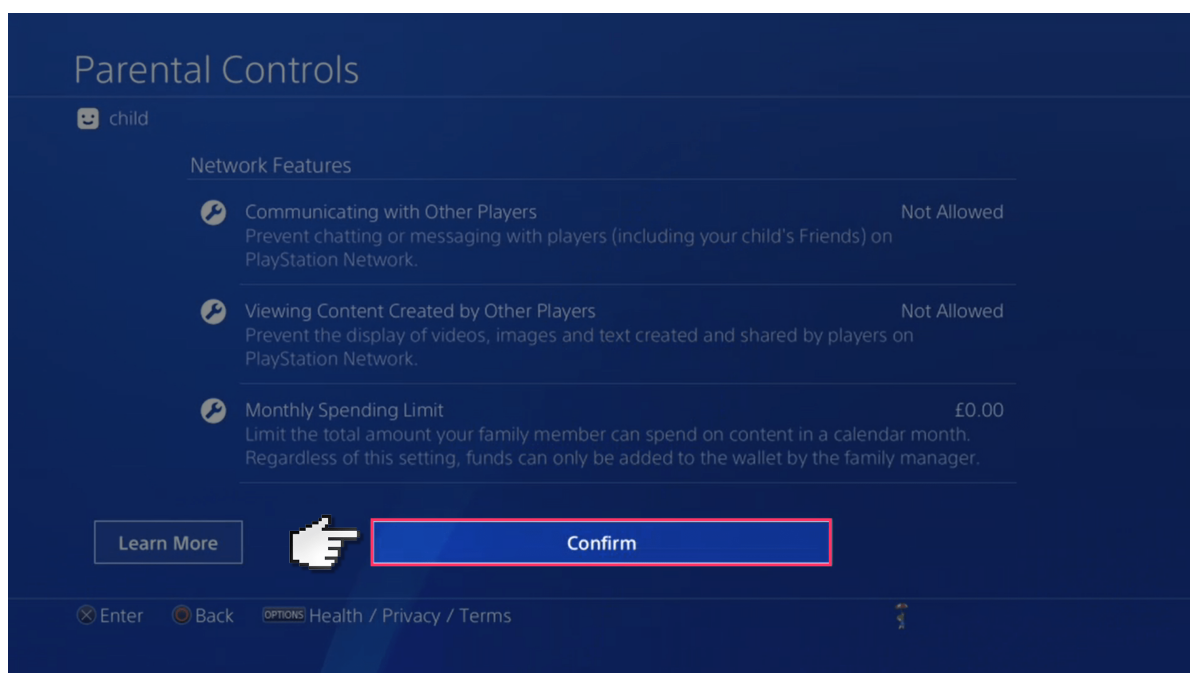 Parental Controls
child
Network Features
Communicating with Other Players Not Allowed
Prevent chatting or messaging with players (including your child's Friends) on
PlayStation Network.
Viewing Content Created by Other Players Not Allowed
Prevent the display of videos, images and text created and shared by players on
PlayStation Network.
Monthly Spending Limit £0.00
Limit the total amount your family member can spend on content in a calendar month.
Regardless of this setting, funds can only be added to the wallet by the family manager.
Learn More Confirm
Enter Back OPTIONS Health / Privacy / Terms